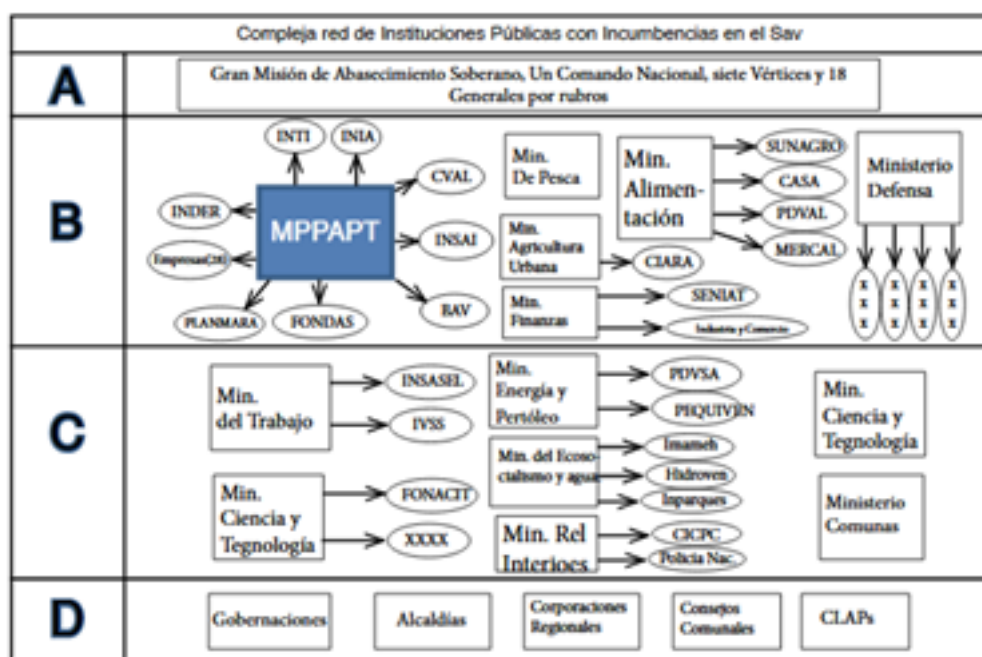 Compleja red de Instituciones Públicas con Incumbencias en el Sav
A
Gran Misión de Abasecimiento Soberano, Un Comando Nacional, siete Vértices y 18
Generales por rubros
B
INTI
INIA
CVAL
INDER
MPPAPT
INSAI
Empresas(28)
PLANMARA
FONDAS
BAV
Min.
De Pesca
Min.
Agricultura
Urbana
CIARA
Min.
Finanzas
SENIAT
Industria y Comercio
Min.
Alimen-
tación
SUNAGRO
CASA
PDVAL
MERCAL
Ministerio
Defensa
x x x x
x x x x
x x x x
C
Min.
del Trabajo
INSASEL
IVSS
Min.
Ciencia y
Tegnología
FONACIT
XXXX
Min.
Energía y
Pertóleo
PDVSA
PEQUIVEN
Min. del Ecoso-
cialismo y agua
Imameh
Hidroven
Inparques
Min. Rel
Interioes
CICPC
Policia Nac.
Min.
Ciencia y
Tegnología
Ministerio
Comunas
D
Gobernaciones
Alcaldías
Corporaciones
Regionales
Consejos
Comunales
CLAPs